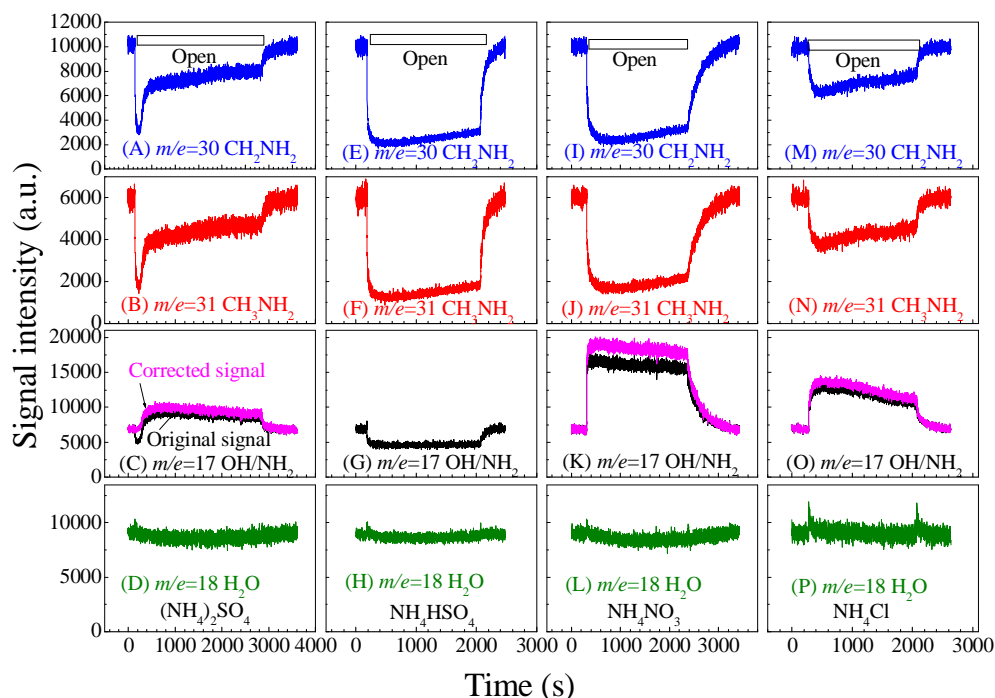 Signal intensity (a.u.)
12000
10000
8000
6000
4000
2000
0
Open
(A) m/e=30 CH₂NH₂
Open
(E) m/e=30 CH₂NH₂
Open
(I) m/e=30 CH₂NH₂
Open
(M) m/e=30 CH₂NH₂
6000
4000
2000
0
(B) m/e=31 CH₃NH₂
(F) m/e=31 CH₃NH₂
(J) m/e=31 CH₃NH₂
(N) m/e=31 CH₃NH₂
20000
15000
10000
5000
0
Corrected signal
Original signal
(C) m/e=17 OH/NH₂
(G) m/e=17 OH/NH₂
(K) m/e=17 OH/NH₂
(O) m/e=17 OH/NH₂
10000
5000
0
(D) m/e=18 H₂O
(NH₄)₂SO₄
(H) m/e=18 H₂O
NH₄HSO₄
(L) m/e=18 H₂O
NH₄NO₃
(P) m/e=18 H₂O
NH₄Cl
0 1000 2000 3000 4000
0 1000 2000 3000
0 1000 2000 3000
0 1000 2000 3000
Time (s)